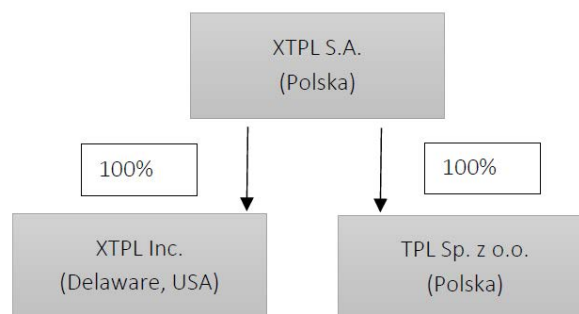 XTPL S.A.
(Polska)
100%
100%
XTPL Inc.
(Delaware, USA)
TPL Sp. z o.o.
(Polska)